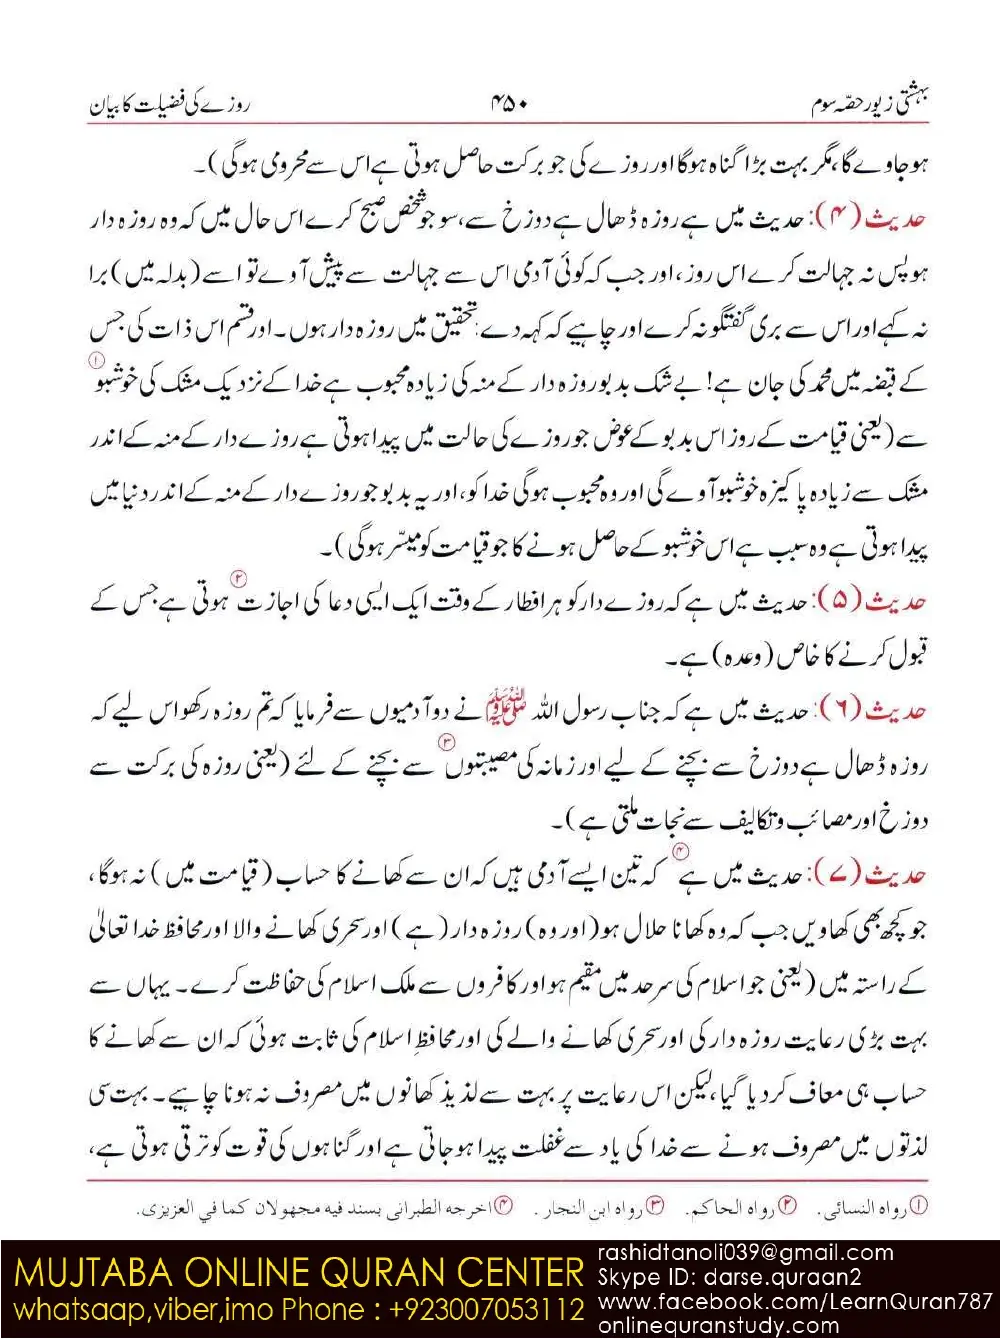 بہشتی زیور حصّہ سوم ۴۵۰ روزے کی فضیلت کا بیان
ہوجاوے گا، مگر بہت بڑا گناہ ہوگا اور روزے کی جو برکت حاصل ہوتی ہے اس سے محرومی ہوگی)۔
حدیث (۴): حدیث میں ہے روزہ ڈھال ہے دوزخ سے، سو جو شخص صبح کرے اس حال میں کہ وہ روزہ دار
ہو پس نہ جہالت کرے اس روز، اور جب کہ کوئی آدمی اس سے جہالت سے پیش آوے تو اسے (بدلہ میں) برا
نہ کہے اور اس سے بری گفتگو نہ کرے اور چاہیے کہ کہہ دے: تحقیق میں روزہ دار ہوں۔ اور قسم اس ذات کی جس
کے قبضہ میں محمد کی جان ہے! بے شک بدبو روزہ دار کے منہ کی زیادہ محبوب ہے خدا کے نزدیک مشک کی خوشبو ①
سے (یعنی قیامت کے روز اس بدبو کے عوض جو روزے کی حالت میں پیدا ہوتی ہے روزے دار کے منہ کے اندر
مشک سے زیادہ پاکیزہ خوشبو آوے گی اور وہ محبوب ہوگی خدا کو، اور یہ بدبو جو روزے دار کے منہ کے اندر دنیا میں
پیدا ہوتی ہے وہ سبب ہے اس خوشبو کے حاصل ہونے کا جو قیامت کو میسّر ہوگی)۔
حدیث (۵): حدیث میں ہے کہ روزے دار کو ہر افطار کے وقت ایک ایسی دعا کی اجازت ② ہوتی ہے جس کے
قبول کرنے کا خاص (وعدہ) ہے۔
حدیث (۶): حدیث میں ہے کہ جناب رسول اللہ ﷺ نے دو آدمیوں سے فرمایا کہ تم روزہ رکھو اس لیے کہ
روزہ ڈھال ہے دوزخ سے بچنے کے لیے اور زمانہ کی مصیبتوں ③ سے بچنے کے لئے (یعنی روزہ کی برکت سے
دوزخ اور مصائب و تکالیف سے نجات ملتی ہے)۔
حدیث (۷): حدیث میں ہے ④ کہ تین ایسے آدمی ہیں کہ ان سے کھانے کا حساب (قیامت میں) نہ ہوگا،
جو کچھ بھی کھاویں جب کہ وہ کھانا حلال ہو (اور وہ) روزہ دار (ہے) اور سحری کھانے والا اور محافظ خدا تعالیٰ
کے راستہ میں (یعنی جو اسلام کی سرحد میں مقیم ہو اور کافروں سے ملک اسلام کی حفاظت کرے۔ یہاں سے
بہت بڑی رعایت روزہ دار کی اور سحری کھانے والے کی اور محافظِ اسلام کی ثابت ہوئی کہ ان سے کھانے کا
حساب ہی معاف کردیا گیا، لیکن اس رعایت پر بہت سے لذیذ کھانوں میں مصروف نہ ہونا چاہیے۔ بہت سی
لذتوں میں مصروف ہونے سے خدا کی یاد سے غفلت پیدا ہوجاتی ہے اور گناہوں کی قوت کو ترقی ہوتی ہے،
① رواه النسائی. ② رواه الحاكم. ③ رواه ابن النجار. ④ اخرجه الطبرانی بسند فيه مجهولان كما في العزيزی.
MUJTABA ONLINE QURAN CENTER
whatsaap,viber,imo Phone : +923007053112
rashidtanoli039@gmail.com
Skype ID: darse.quraan2
www.facebook.com/LearnQuran787
onlinequranstudy.com